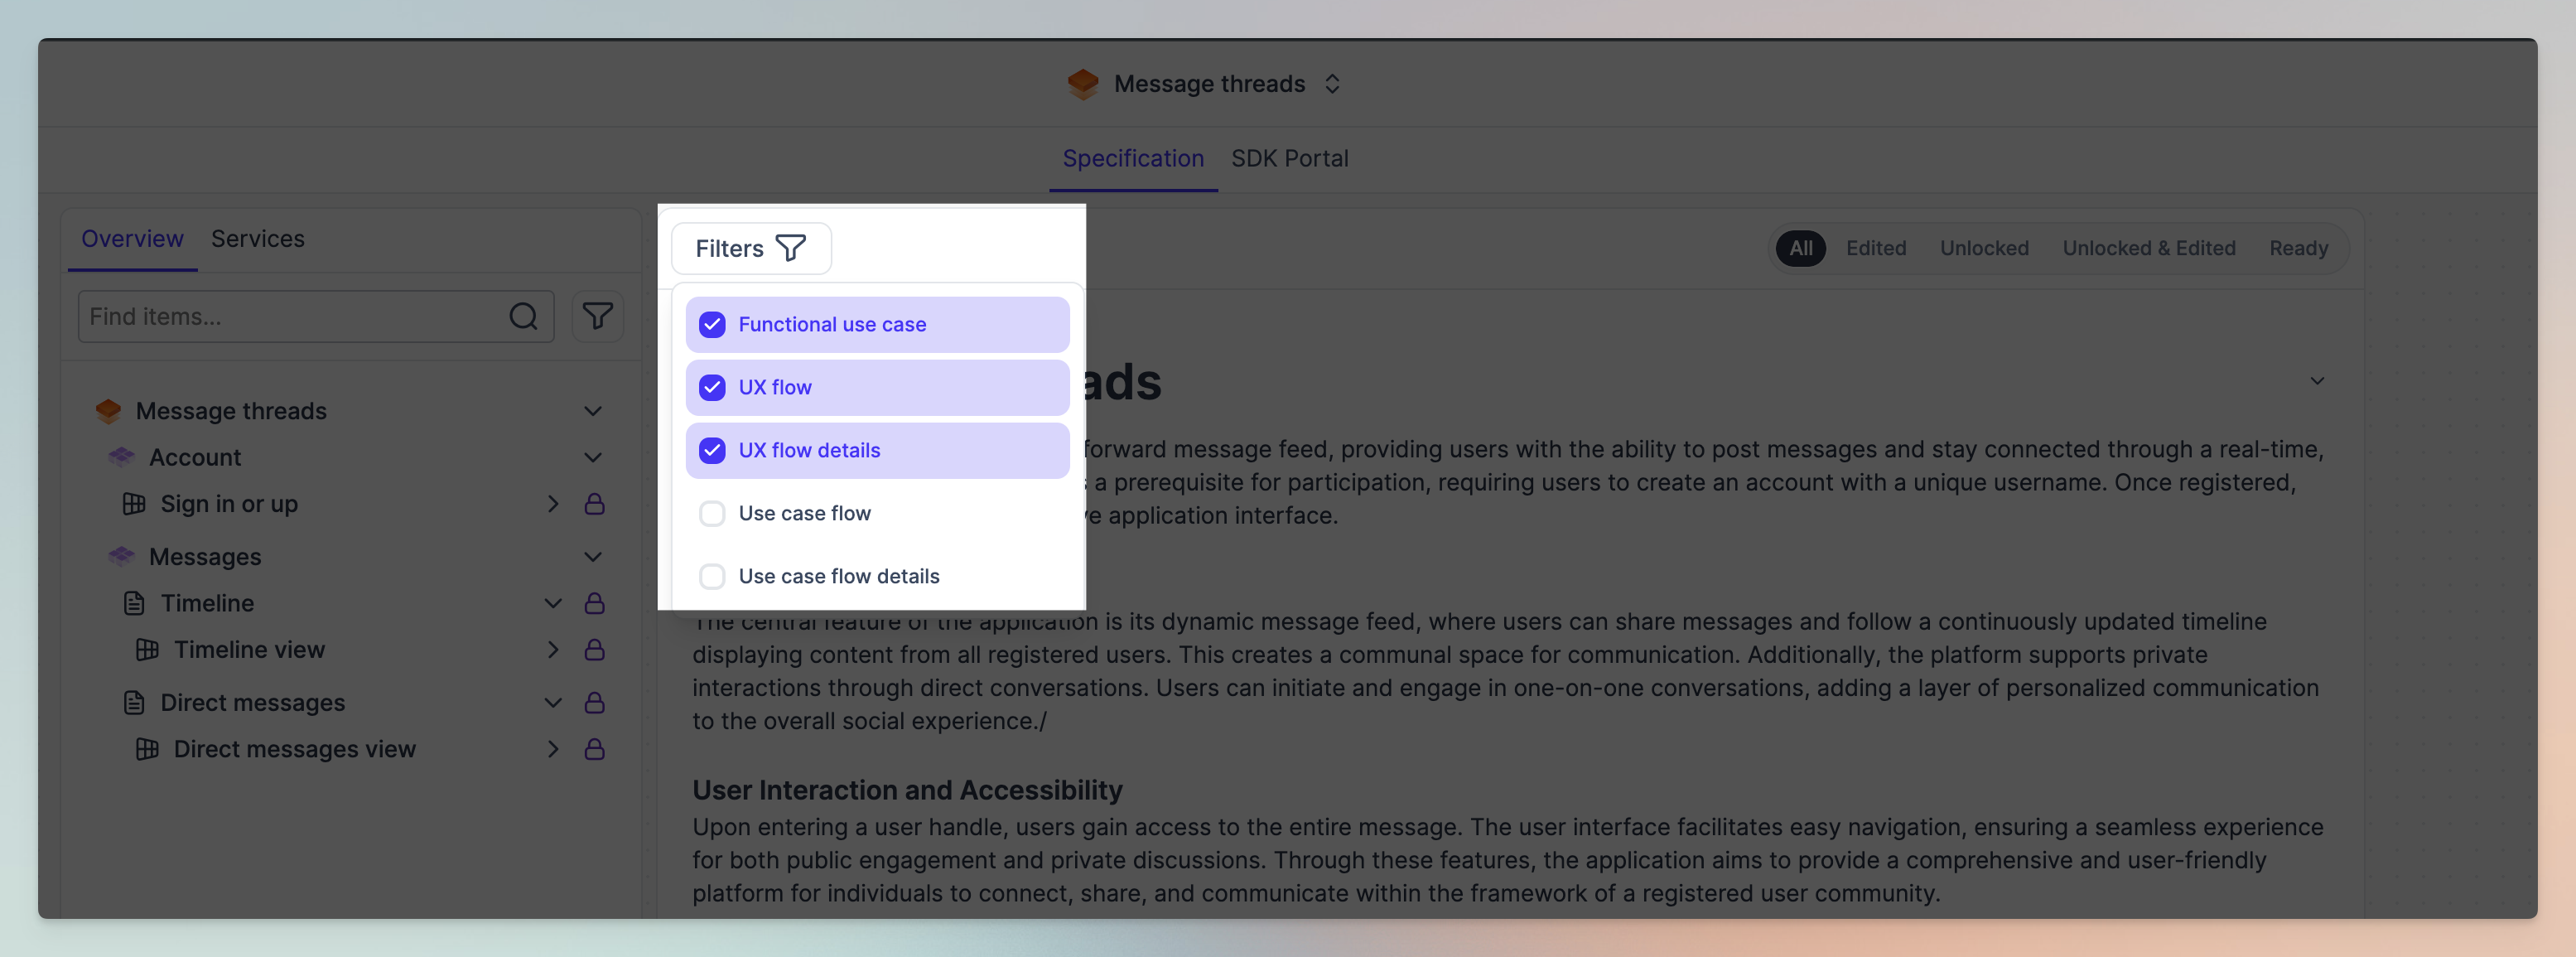 Message threads
Specification SDK Portal
Overview Services
Find items...
Message threads
Account
Sign in or up
Messages
Timeline
Timeline view
Direct messages
Direct messages view
Filters
Functional use case
UX flow
UX flow details
Use case flow
Use case flow details
All Edited Unlocked Unlocked & Edited Ready
ads
forward message feed, providing users with the ability to post messages and stay connected through a real-time,
a prerequisite for participation, requiring users to create an account with a unique username. Once registered,
application interface.
The central feature of the application is its dynamic message feed, where users can share messages and follow a continuously updated timeline
displaying content from all registered users. This creates a communal space for communication. Additionally, the platform supports private
interactions through direct conversations. Users can initiate and engage in one-on-one conversations, adding a layer of personalized communication
to the overall social experience./
User Interaction and Accessibility
Upon entering a user handle, users gain access to the entire message. The user interface facilitates easy navigation, ensuring a seamless experience
for both public engagement and private discussions. Through these features, the application aims to provide a comprehensive and user-friendly
platform for individuals to connect, share, and communicate within the framework of a registered user community.